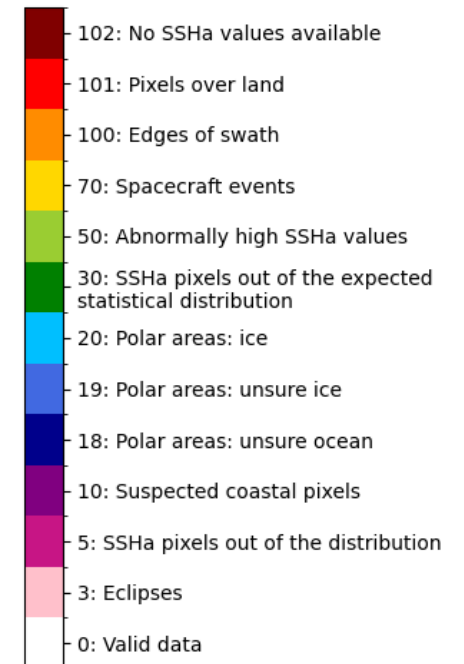 102: No SSHa values available
101: Pixels over land
100: Edges of swath
70: Spacecraft events
50: Abnormally high SSHa values
30: SSHa pixels out of the expected
statistical distribution
20: Polar areas: ice
19: Polar areas: unsure ice
18: Polar areas: unsure ocean
10: Suspected coastal pixels
5: SSHa pixels out of the distribution
3: Eclipses
0: Valid data